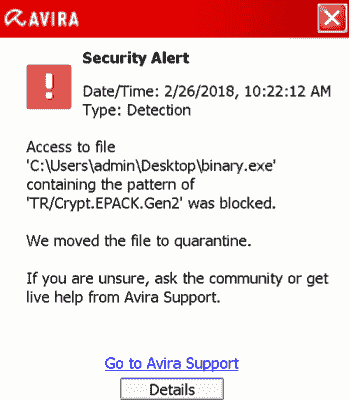 AVIRA
Security Alert
Date/Time: 2/26/2018, 10:22:12 AM
Type: Detection
Access to file
'C:\Users\admin\Desktop\binary.exe'
containing the pattern of
'TR/Crypt.EPACK.Gen2' was blocked.
We moved the file to quarantine.
If you are unsure, ask the community or get
live help from Avira Support.
Go to Avira Support
Details